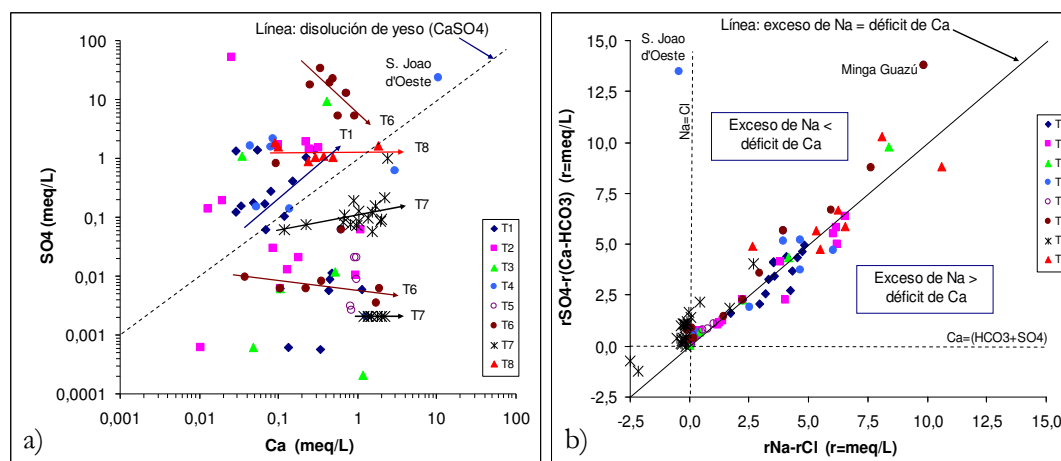 Línea: disolución de yeso (CaSO4)
100
10
1
0,1
0,01
0,001
0,0001
SO4 (meq/L)
S. Joao
d'Oeste
T6
T1
T8
T7
T6
T7
T1
T2
T3
T4
T5
T6
T7
T8
0,001
0,01
0,1
1
10
100
Ca (meq/L)
a)
Línea: exceso de Na = déficit de Ca
15,0
12,5
10,0
7,5
5,0
2,5
0,0
-2,5
rSO4-r(Ca-HCO3) (r=meq/L)
S. Joao
d'Oeste
Minga Guazú
Na=Cl
Exceso de Na <
déficit de Ca
Exceso de Na >
déficit de Ca
Ca=(HCO3+SO4)
T
T
T
T
T
T
T
T
-2,5
0,0
2,5
5,0
7,5
10,0
12,5
15,0
rNa-rCl (r=meq/L)
b)